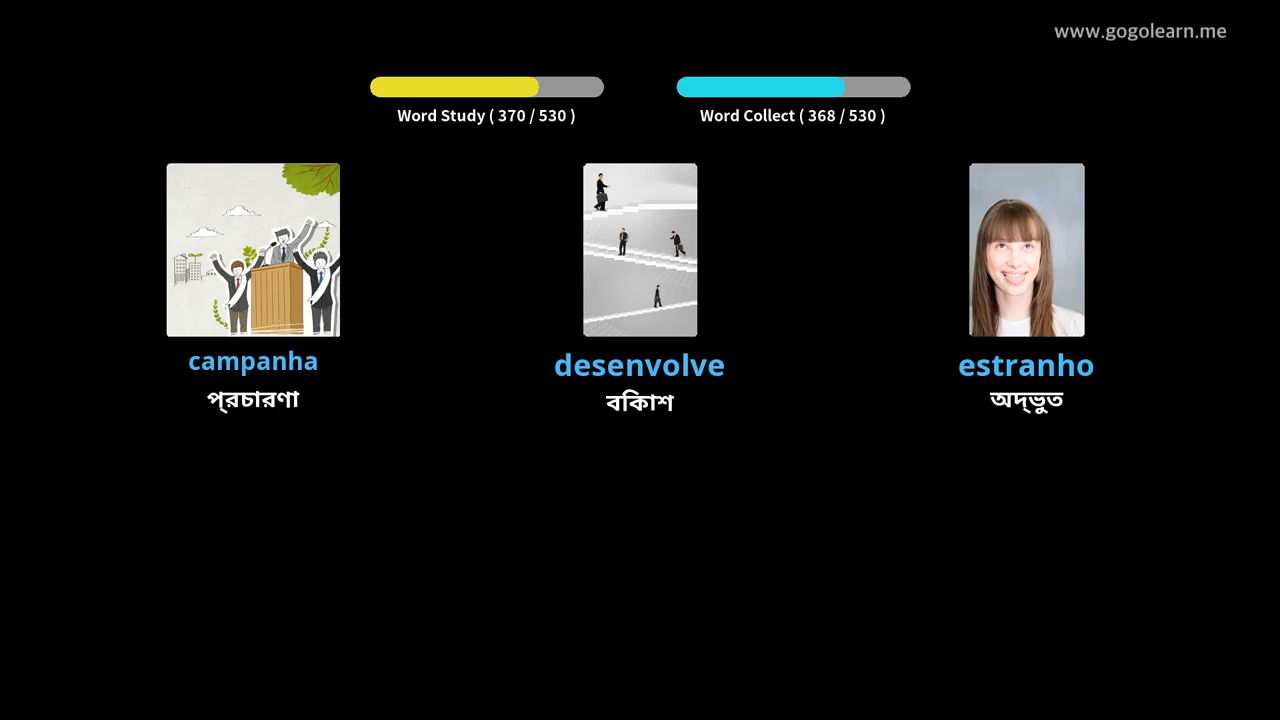 www.gogolearn.me
Word Study ( 370 / 530 )
Word Collect ( 368 / 530 )
campanha
desenvolve
estranho
প্রচারণা
বিকাশ
অদ্ভুত